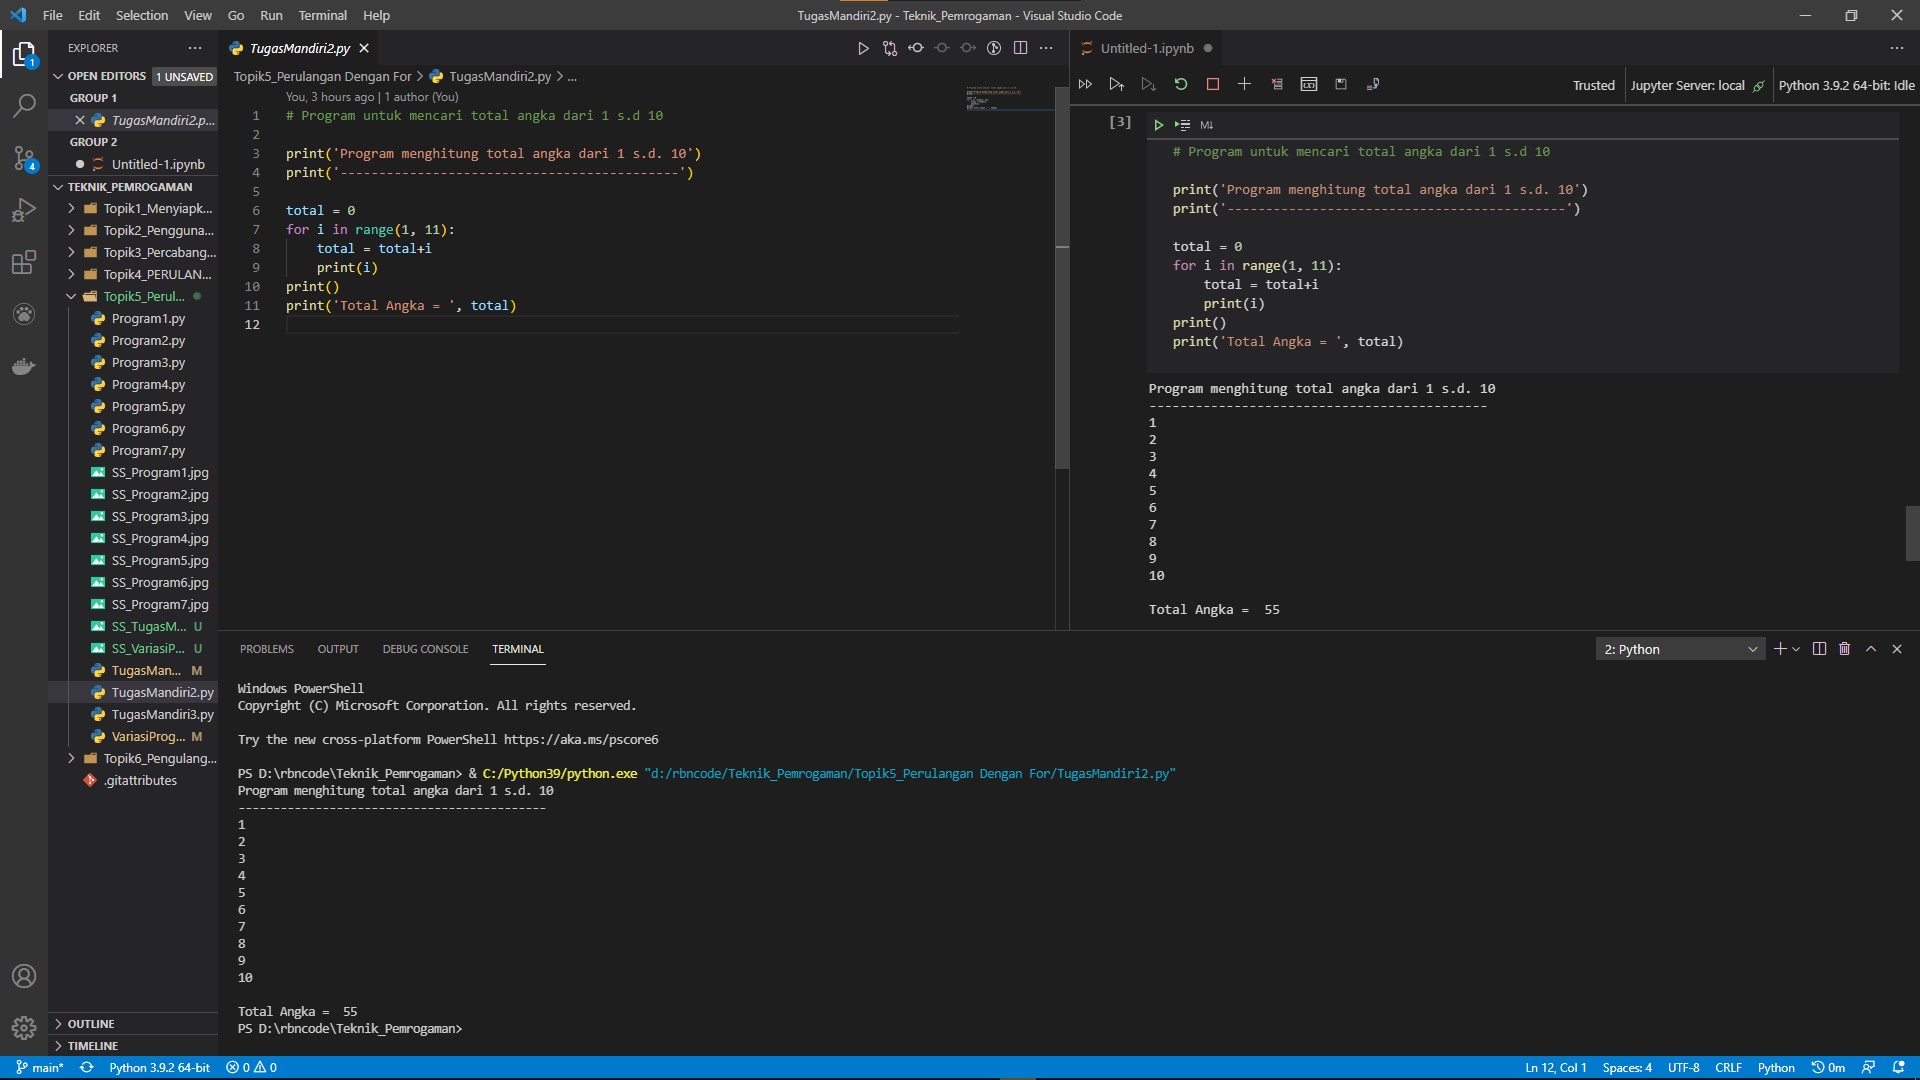 File Edit Selection View Go Run Terminal Help
TugasMandiri2.py - Teknik_Pemrogaman - Visual Studio Code
EXPLORER
OPEN EDITORS 1 UNSAVED
GROUP 1
TugasMandiri2.p...
GROUP 2
Untitled-1.ipynb
TEKNIK_PEMROGAMAN
Topik1_Menyiapk...
Topik2_Pengguna...
Topik3_Percabang...
Topik4_PERULAN...
Topik5_Perul...
Program1.py
Program2.py
Program3.py
Program4.py
Program5.py
Program6.py
Program7.py
SS_Program1.jpg
SS_Program2.jpg
SS_Program3.jpg
SS_Program4.jpg
SS_Program5.jpg
SS_Program6.jpg
SS_Program7.jpg
SS_TugasM... U
SS_VariasiP... U
TugasMan... M
TugasMandiri2.py
TugasMandiri3.py
VariasiProg... M
Topik6_Pengulang...
.gitattributes
OUTLINE
TIMELINE
1
4
TugasMandiri2.py
Topik5_Perulangan Dengan For > TugasMandiri2.py > ...
You, 3 hours ago | 1 author (You)
1 # Program untuk mencari total angka dari 1 s.d 10
2
3 print('Program menghitung total angka dari 1 s.d. 10')
4 print('--------------------------------------------')
5
6 total = 0
7 for i in range(1, 11):
8 total = total+i
9 print(i)
10 print()
11 print('Total Angka = ', total)
12
Untitled-1.ipynb
Trusted Jupyter Server: local Python 3.9.2 64-bit: Idle
[3]
M↓
# Program untuk mencari total angka dari 1 s.d 10
print('Program menghitung total angka dari 1 s.d. 10')
print('--------------------------------------------')
total = 0
for i in range(1, 11):
total = total+i
print(i)
print()
print('Total Angka = ', total)
Program menghitung total angka dari 1 s.d. 10
--------------------------------------------
1
2
3
4
5
6
7
8
9
10
Total Angka =  55
PROBLEMS OUTPUT DEBUG CONSOLE TERMINAL
2: Python
Windows PowerShell
Copyright (C) Microsoft Corporation. All rights reserved.
Try the new cross-platform PowerShell https://aka.ms/pscore6
PS D:\rbncode\Teknik_Pemrogaman> & C:/Python39/python.exe "d:/rbncode/Teknik_Pemrogaman/Topik5_Perulangan Dengan For/TugasMandiri2.py"
Program menghitung total angka dari 1 s.d. 10
--------------------------------------------
1
2
3
4
5
6
7
8
9
10
Total Angka =  55
PS D:\rbncode\Teknik_Pemrogaman>
main* Python 3.9.2 64-bit 0 0
Ln 12, Col 1 Spaces: 4 UTF-8 CRLF Python 0m